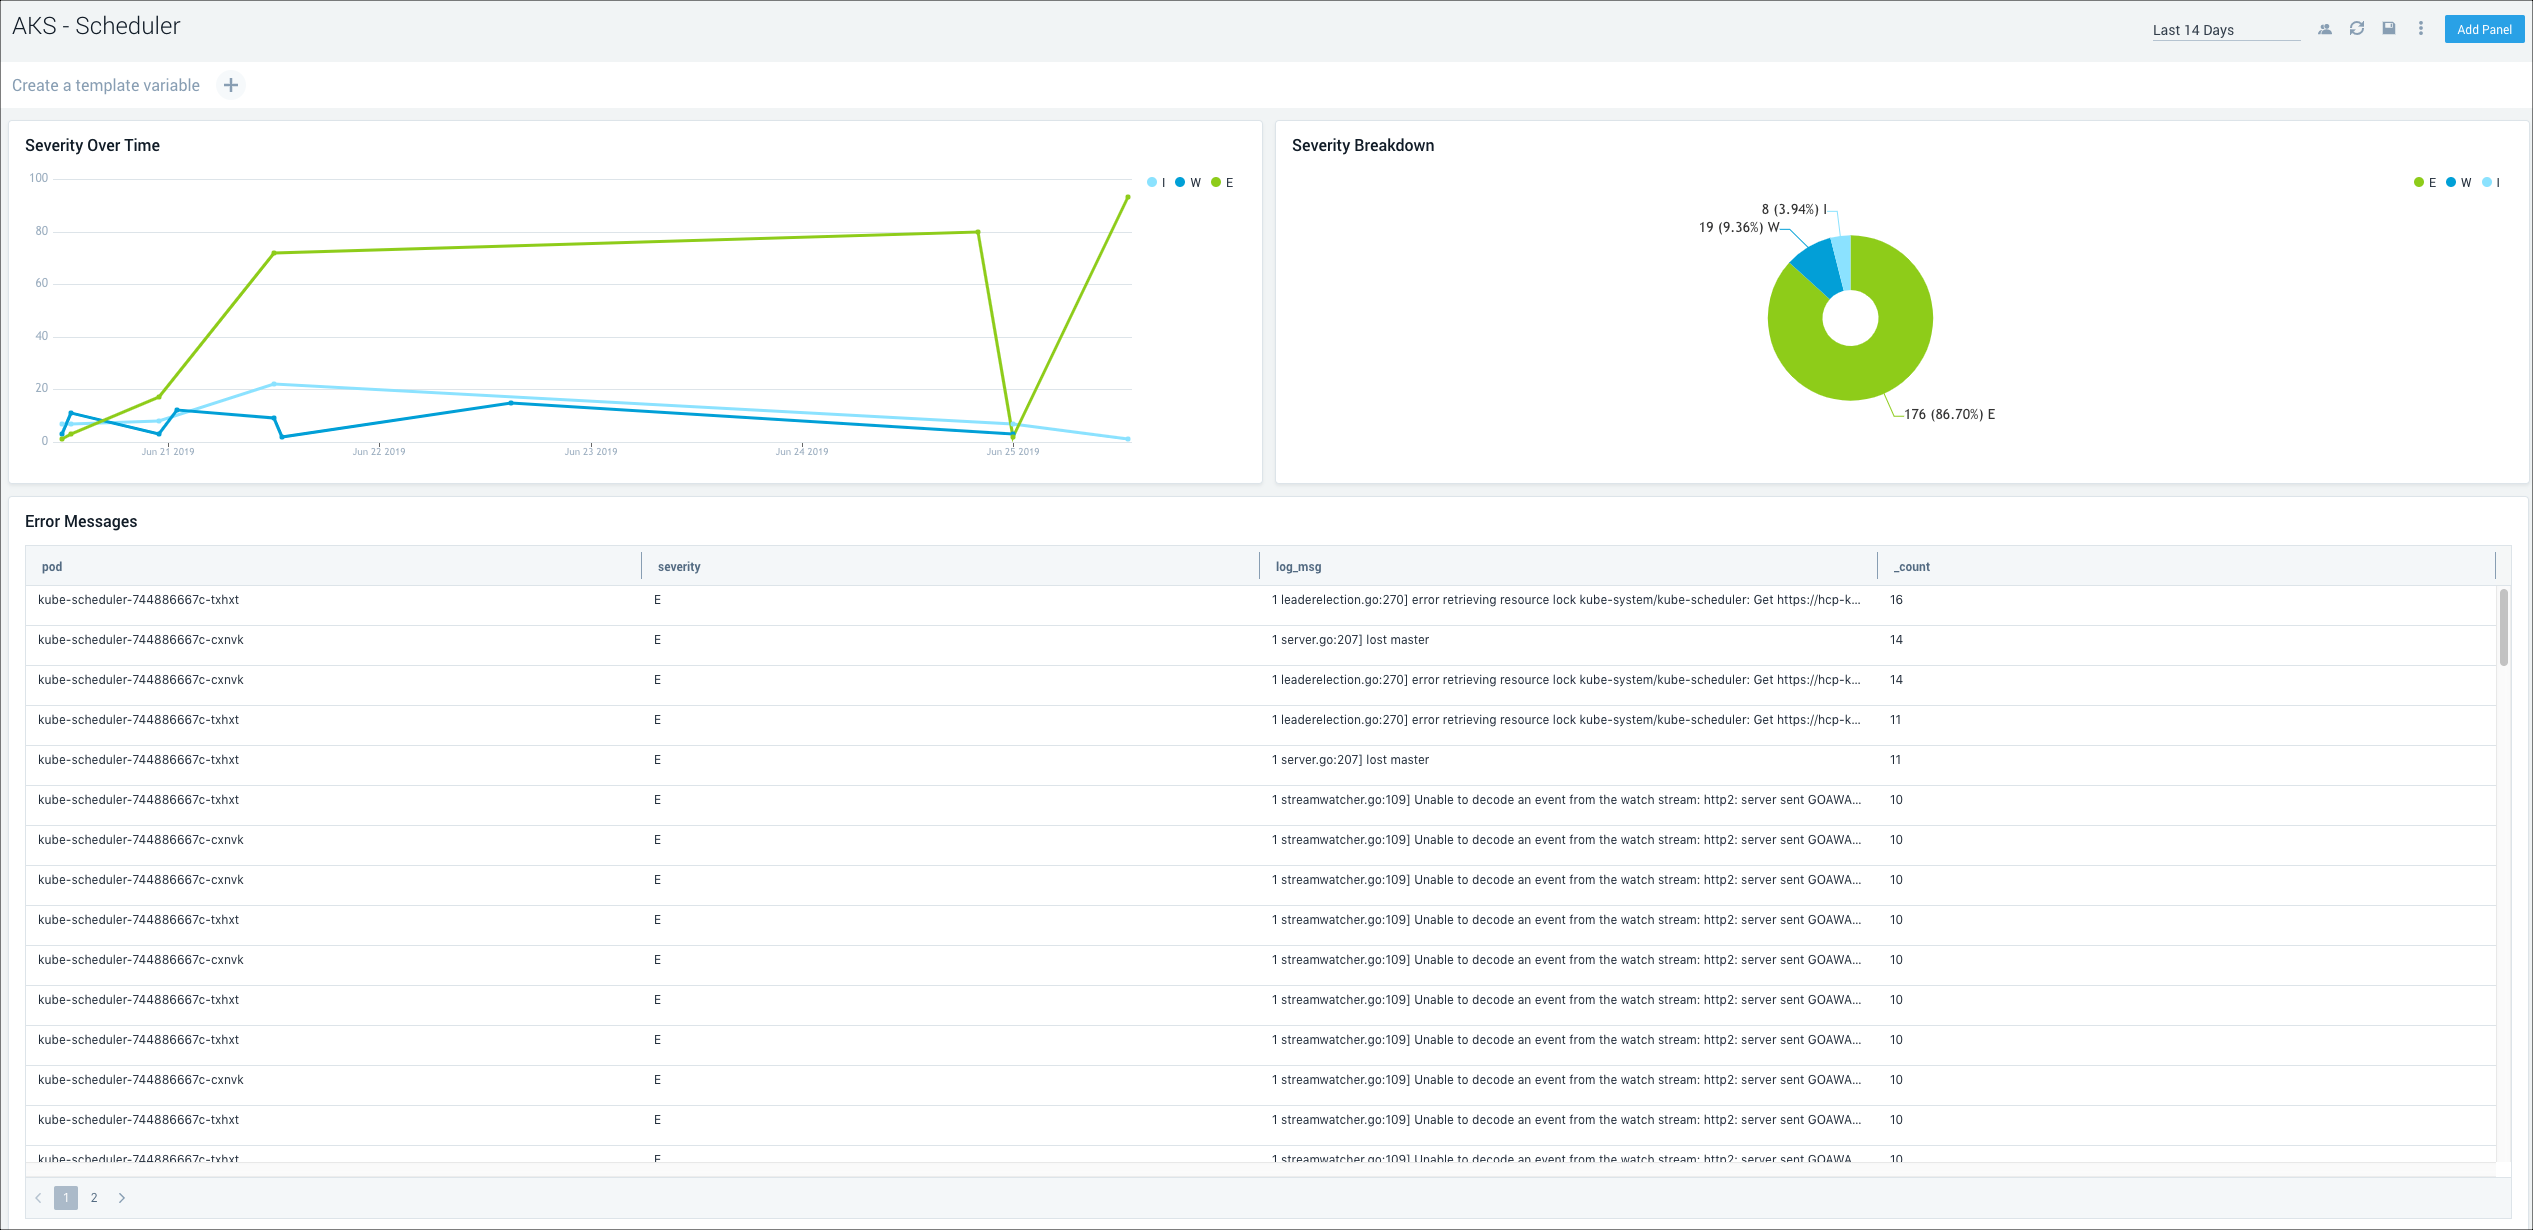 AKS - Scheduler
Last 14 Days
Add Panel
Create a template variable
Severity Over Time
I W E
100
80
60
40
20
0
Jun 21 2019 Jun 22 2019 Jun 23 2019 Jun 24 2019 Jun 25 2019
Severity Breakdown
E W I
8 (3.94%) I
19 (9.36%) W
176 (86.70%) E
Error Messages
pod severity log_msg _count
kube-scheduler-744886667c-txhxt E 1 leaderelection.go:270] error retrieving resource lock kube-system/kube-scheduler: Get https://hcp-k... 16
kube-scheduler-744886667c-cxnvk E 1 server.go:207] lost master 14
kube-scheduler-744886667c-cxnvk E 1 leaderelection.go:270] error retrieving resource lock kube-system/kube-scheduler: Get https://hcp-k... 14
kube-scheduler-744886667c-txhxt E 1 leaderelection.go:270] error retrieving resource lock kube-system/kube-scheduler: Get https://hcp-k... 11
kube-scheduler-744886667c-txhxt E 1 server.go:207] lost master 11
kube-scheduler-744886667c-txhxt E 1 streamwatcher.go:109] Unable to decode an event from the watch stream: http2: server sent GOAWA... 10
kube-scheduler-744886667c-cxnvk E 1 streamwatcher.go:109] Unable to decode an event from the watch stream: http2: server sent GOAWA... 10
kube-scheduler-744886667c-cxnvk E 1 streamwatcher.go:109] Unable to decode an event from the watch stream: http2: server sent GOAWA... 10
kube-scheduler-744886667c-txhxt E 1 streamwatcher.go:109] Unable to decode an event from the watch stream: http2: server sent GOAWA... 10
kube-scheduler-744886667c-cxnvk E 1 streamwatcher.go:109] Unable to decode an event from the watch stream: http2: server sent GOAWA... 10
kube-scheduler-744886667c-txhxt E 1 streamwatcher.go:109] Unable to decode an event from the watch stream: http2: server sent GOAWA... 10
kube-scheduler-744886667c-txhxt E 1 streamwatcher.go:109] Unable to decode an event from the watch stream: http2: server sent GOAWA... 10
kube-scheduler-744886667c-cxnvk E 1 streamwatcher.go:109] Unable to decode an event from the watch stream: http2: server sent GOAWA... 10
kube-scheduler-744886667c-txhxt E 1 streamwatcher.go:109] Unable to decode an event from the watch stream: http2: server sent GOAWA... 10
kube-scheduler-744886667c-txhxt E 1 streamwatcher.go:109] Unable to decode an event from the watch stream: http2: server sent GOAWA... 10
1 2